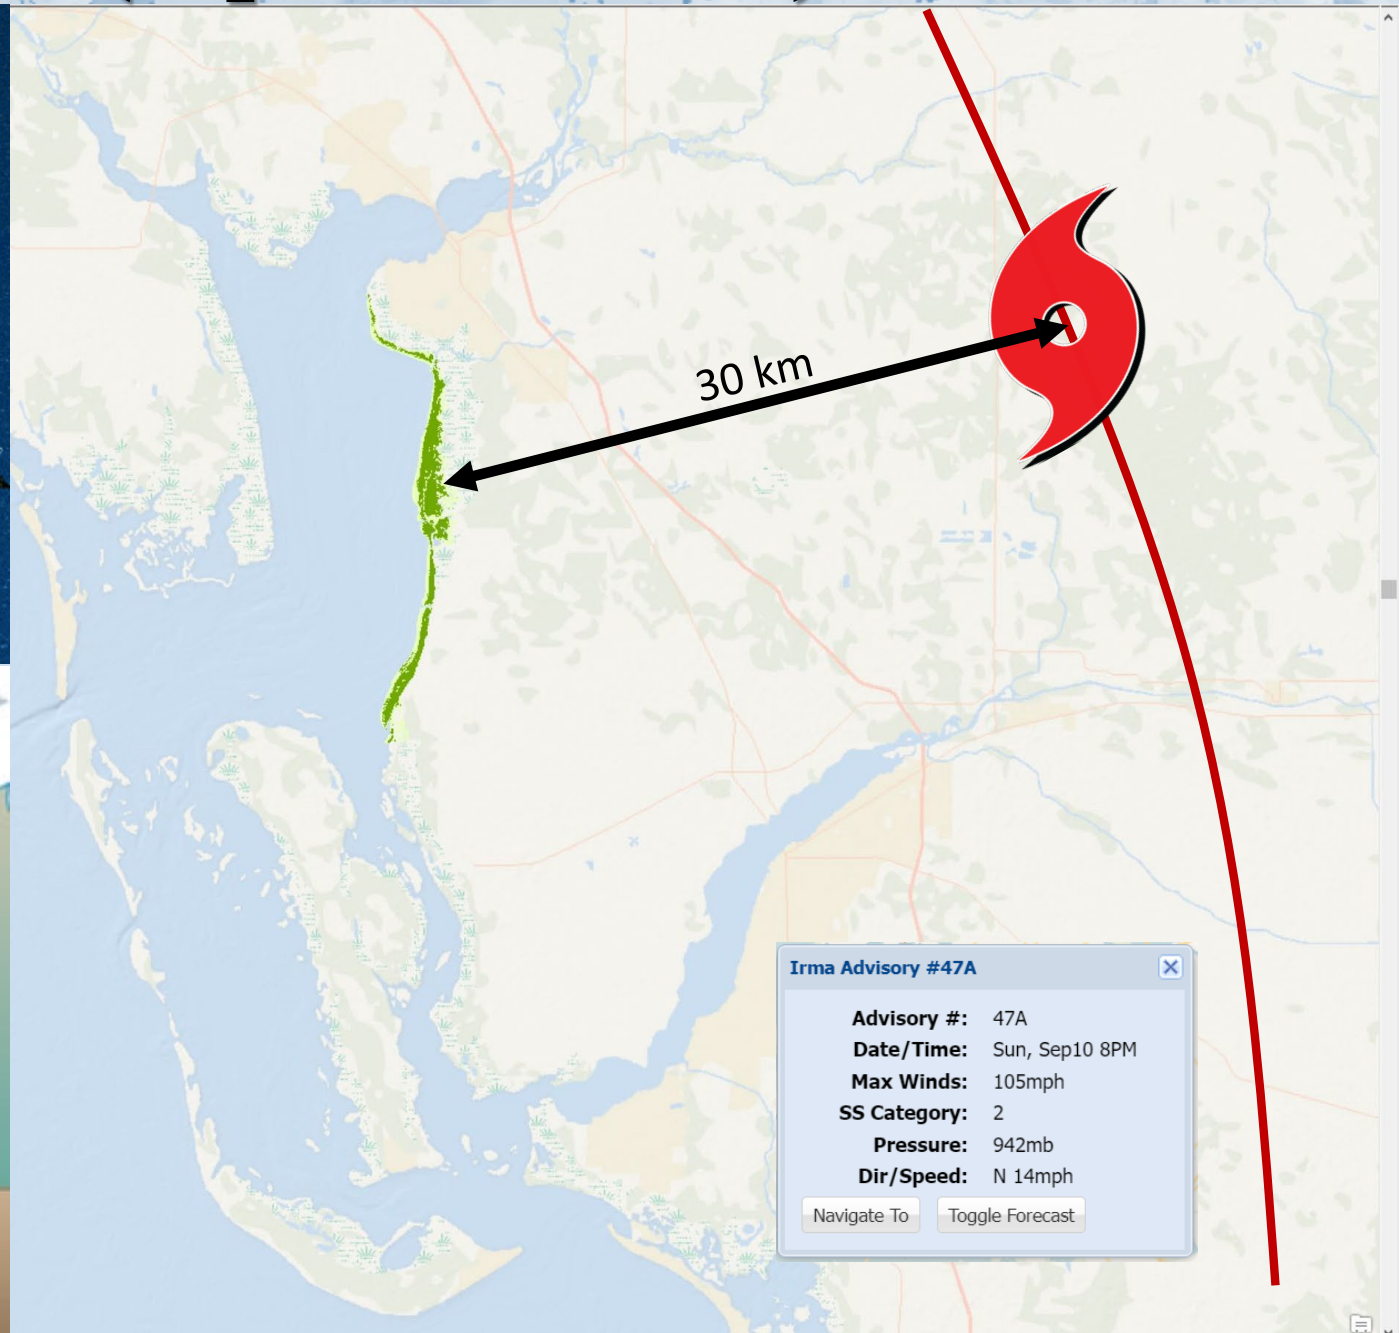 30 km
Irma Advisory #47A
Advisory #: 47A
Date/Time: Sun, Sep10 8PM
Max Winds: 105mph
SS Category: 2
Pressure: 942mb
Dir/Speed: N 14mph
Navigate To Toggle Forecast